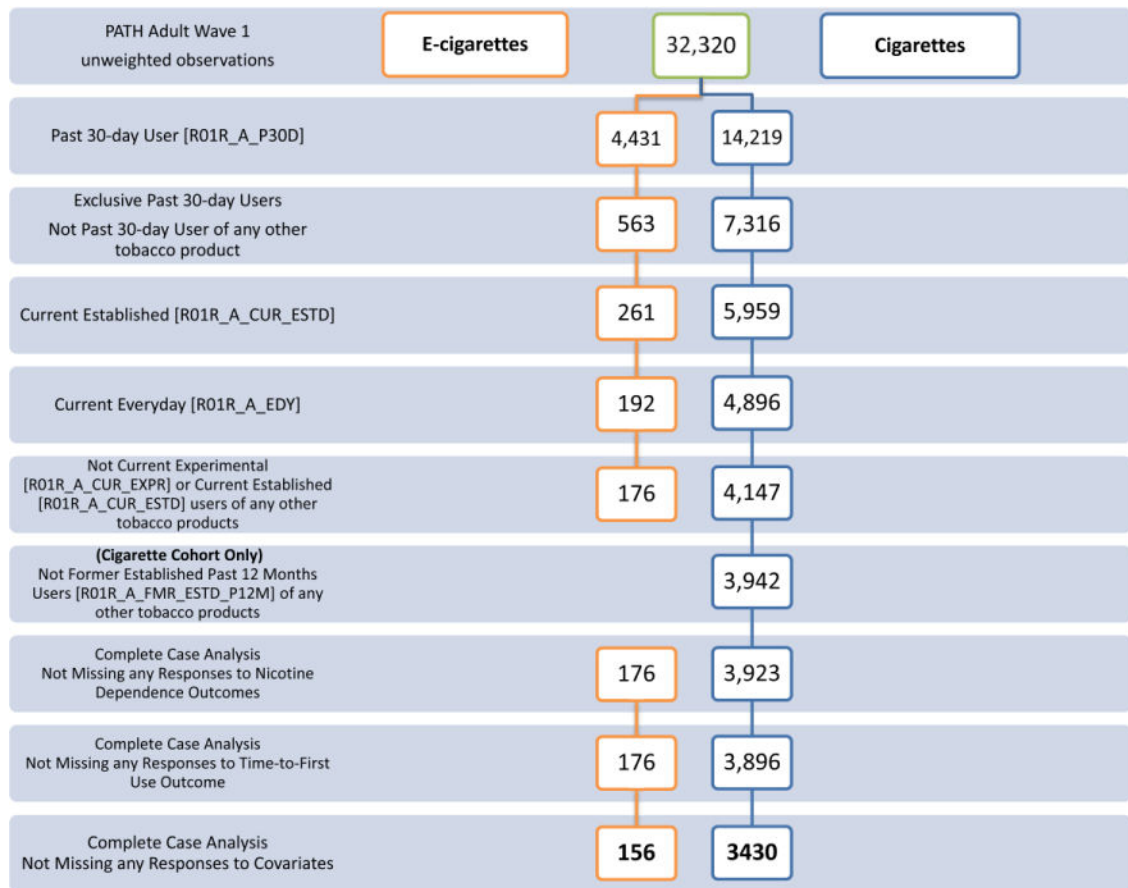 PATH Adult Wave 1
unweighted observations
E-cigarettes
32,320
Cigarettes
Past 30-day User [R01R_A_P30D]
4,431
14,219
Exclusive Past 30-day Users
Not Past 30-day User of any other
tobacco product
563
7,316
Current Established [R01R_A_CUR_ESTD]
261
5,959
Current Everyday [R01R_A_EDY]
192
4,896
Not Current Experimental
[R01R_A_CUR_EXPR] or Current Established
[R01R_A_CUR_ESTD] users of any other
tobacco products
176
4,147
(Cigarette Cohort Only)
Not Former Established Past 12 Months
Users [R01R_A_FMR_ESTD_P12M] of any
other tobacco products
3,942
Complete Case Analysis
Not Missing any Responses to Nicotine
Dependence Outcomes
176
3,923
Complete Case Analysis
Not Missing any Responses to Time-to-First
Use Outcome
176
3,896
Complete Case Analysis
Not Missing any Responses to Covariates
156
3430